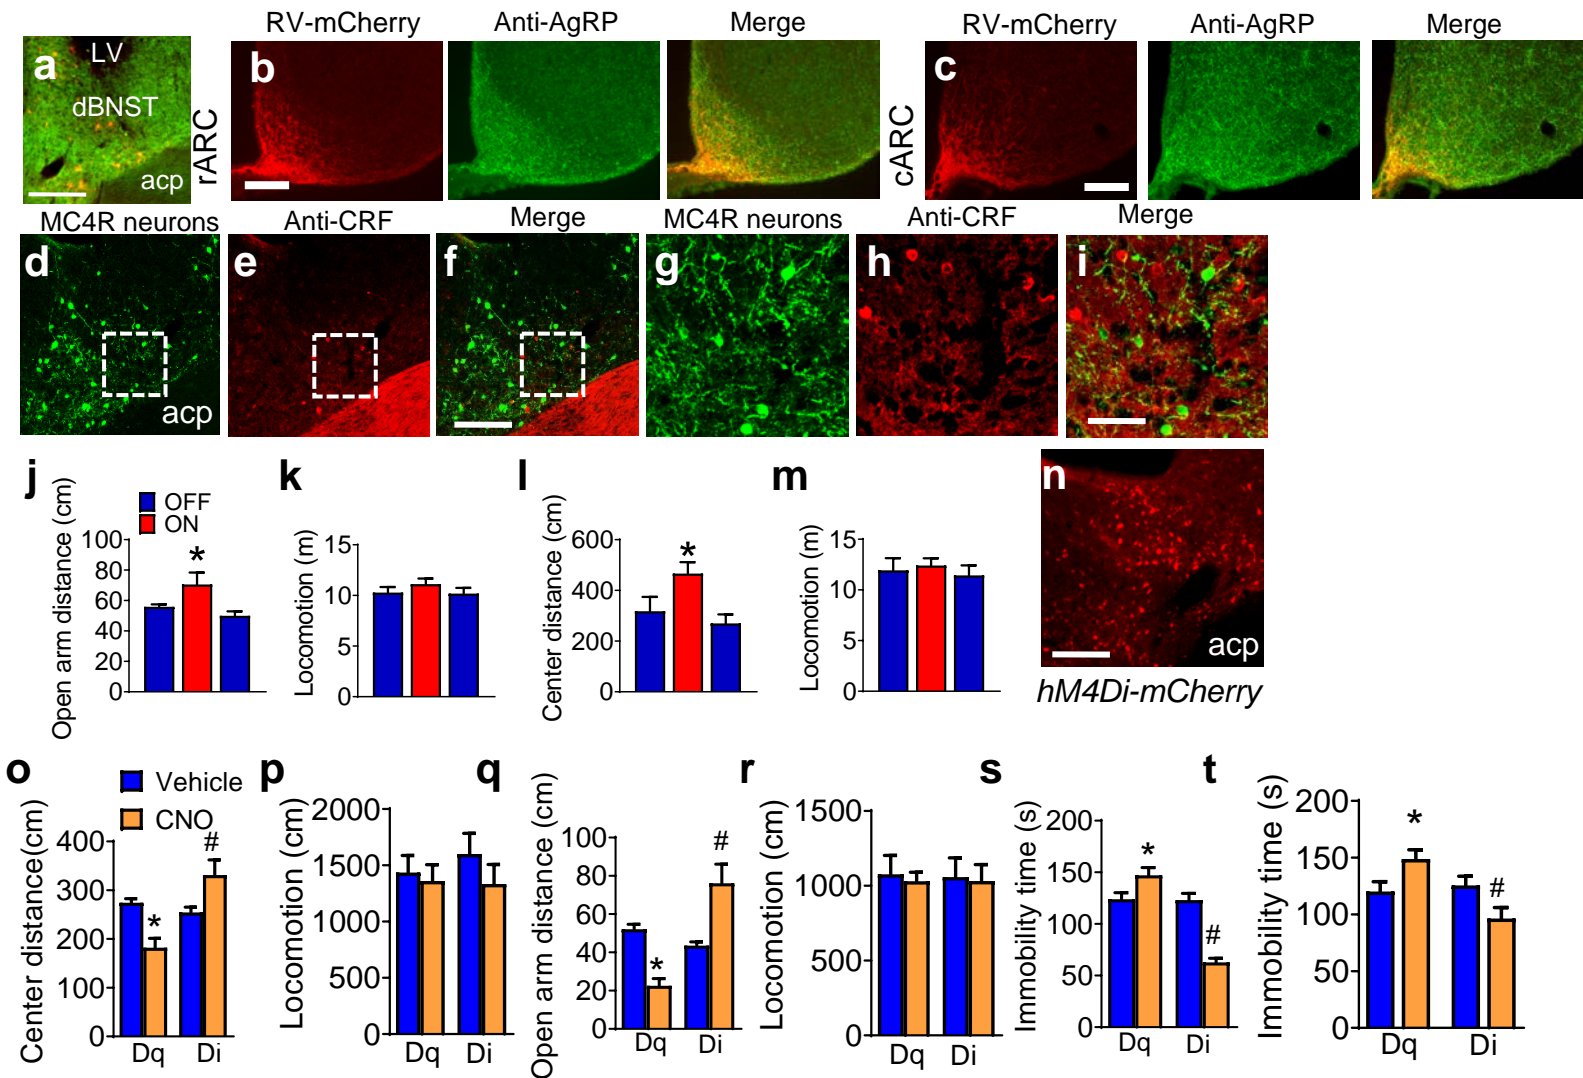 RV-mCherry Anti-AgRP Merge RV-mCherry Anti-AgRP Merge
a LV dBNST acp
rARC b
cARC c
MC4R neurons Anti-CRF Merge MC4R neurons Anti-CRF Merge
d acp e f g h i
j
OFF
ON
Open arm distance (cm)
100
80
60
40
20
0
*
k
Locomotion (m)
15
10
5
0
l
Center distance (cm)
600
400
200
0
*
m
Locomotion (m)
15
10
5
0
n
acp
hM4Di-mCherry
o
Vehicle
CNO
Center distance(cm)
400
300
200
100
0
*
#
Dq Di
p
Locomotion (cm)
2000
1500
1000
500
0
Dq Di
q
Open arm distance (cm)
100
80
60
40
20
0
*
#
Dq Di
r
Locomotion (cm)
1500
1000
500
0
Dq Di
s
Immobility time (s)
200
150
100
50
0
*
#
Dq Di
t
Immobility time (s)
200
150
100
50
0
*
#
Dq Di